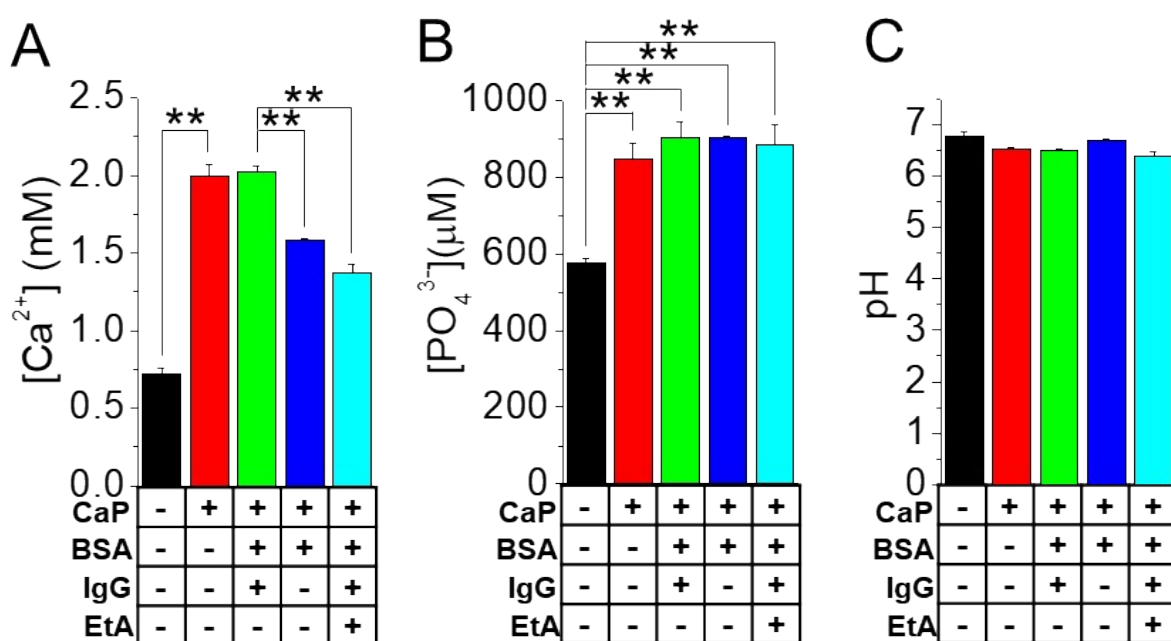 A
[Ca²⁺] (mM)
2.5
2.0
1.5
1.0
0.5
0.0
**
**
**
CaP - + + + +
BSA - - + + +
IgG - - + - +
EtA - - - - +
B
[PO₄³⁻](μM)
1000
800
600
400
200
0
**
**
**
**
CaP - + + + +
BSA - - + + +
IgG - - + - +
EtA - - - - +
C
pH
7
6
5
4
3
2
1
0
CaP - + + + +
BSA - - + + +
IgG - - + - +
EtA - - - - +